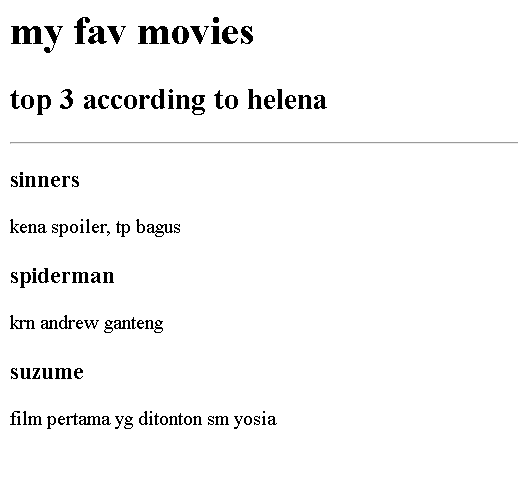 my fav movies
top 3 according to helena
sinners
kena spoiler, tp bagus
spiderman
krn andrew ganteng
suzume
film pertama yg ditonton sm yosia